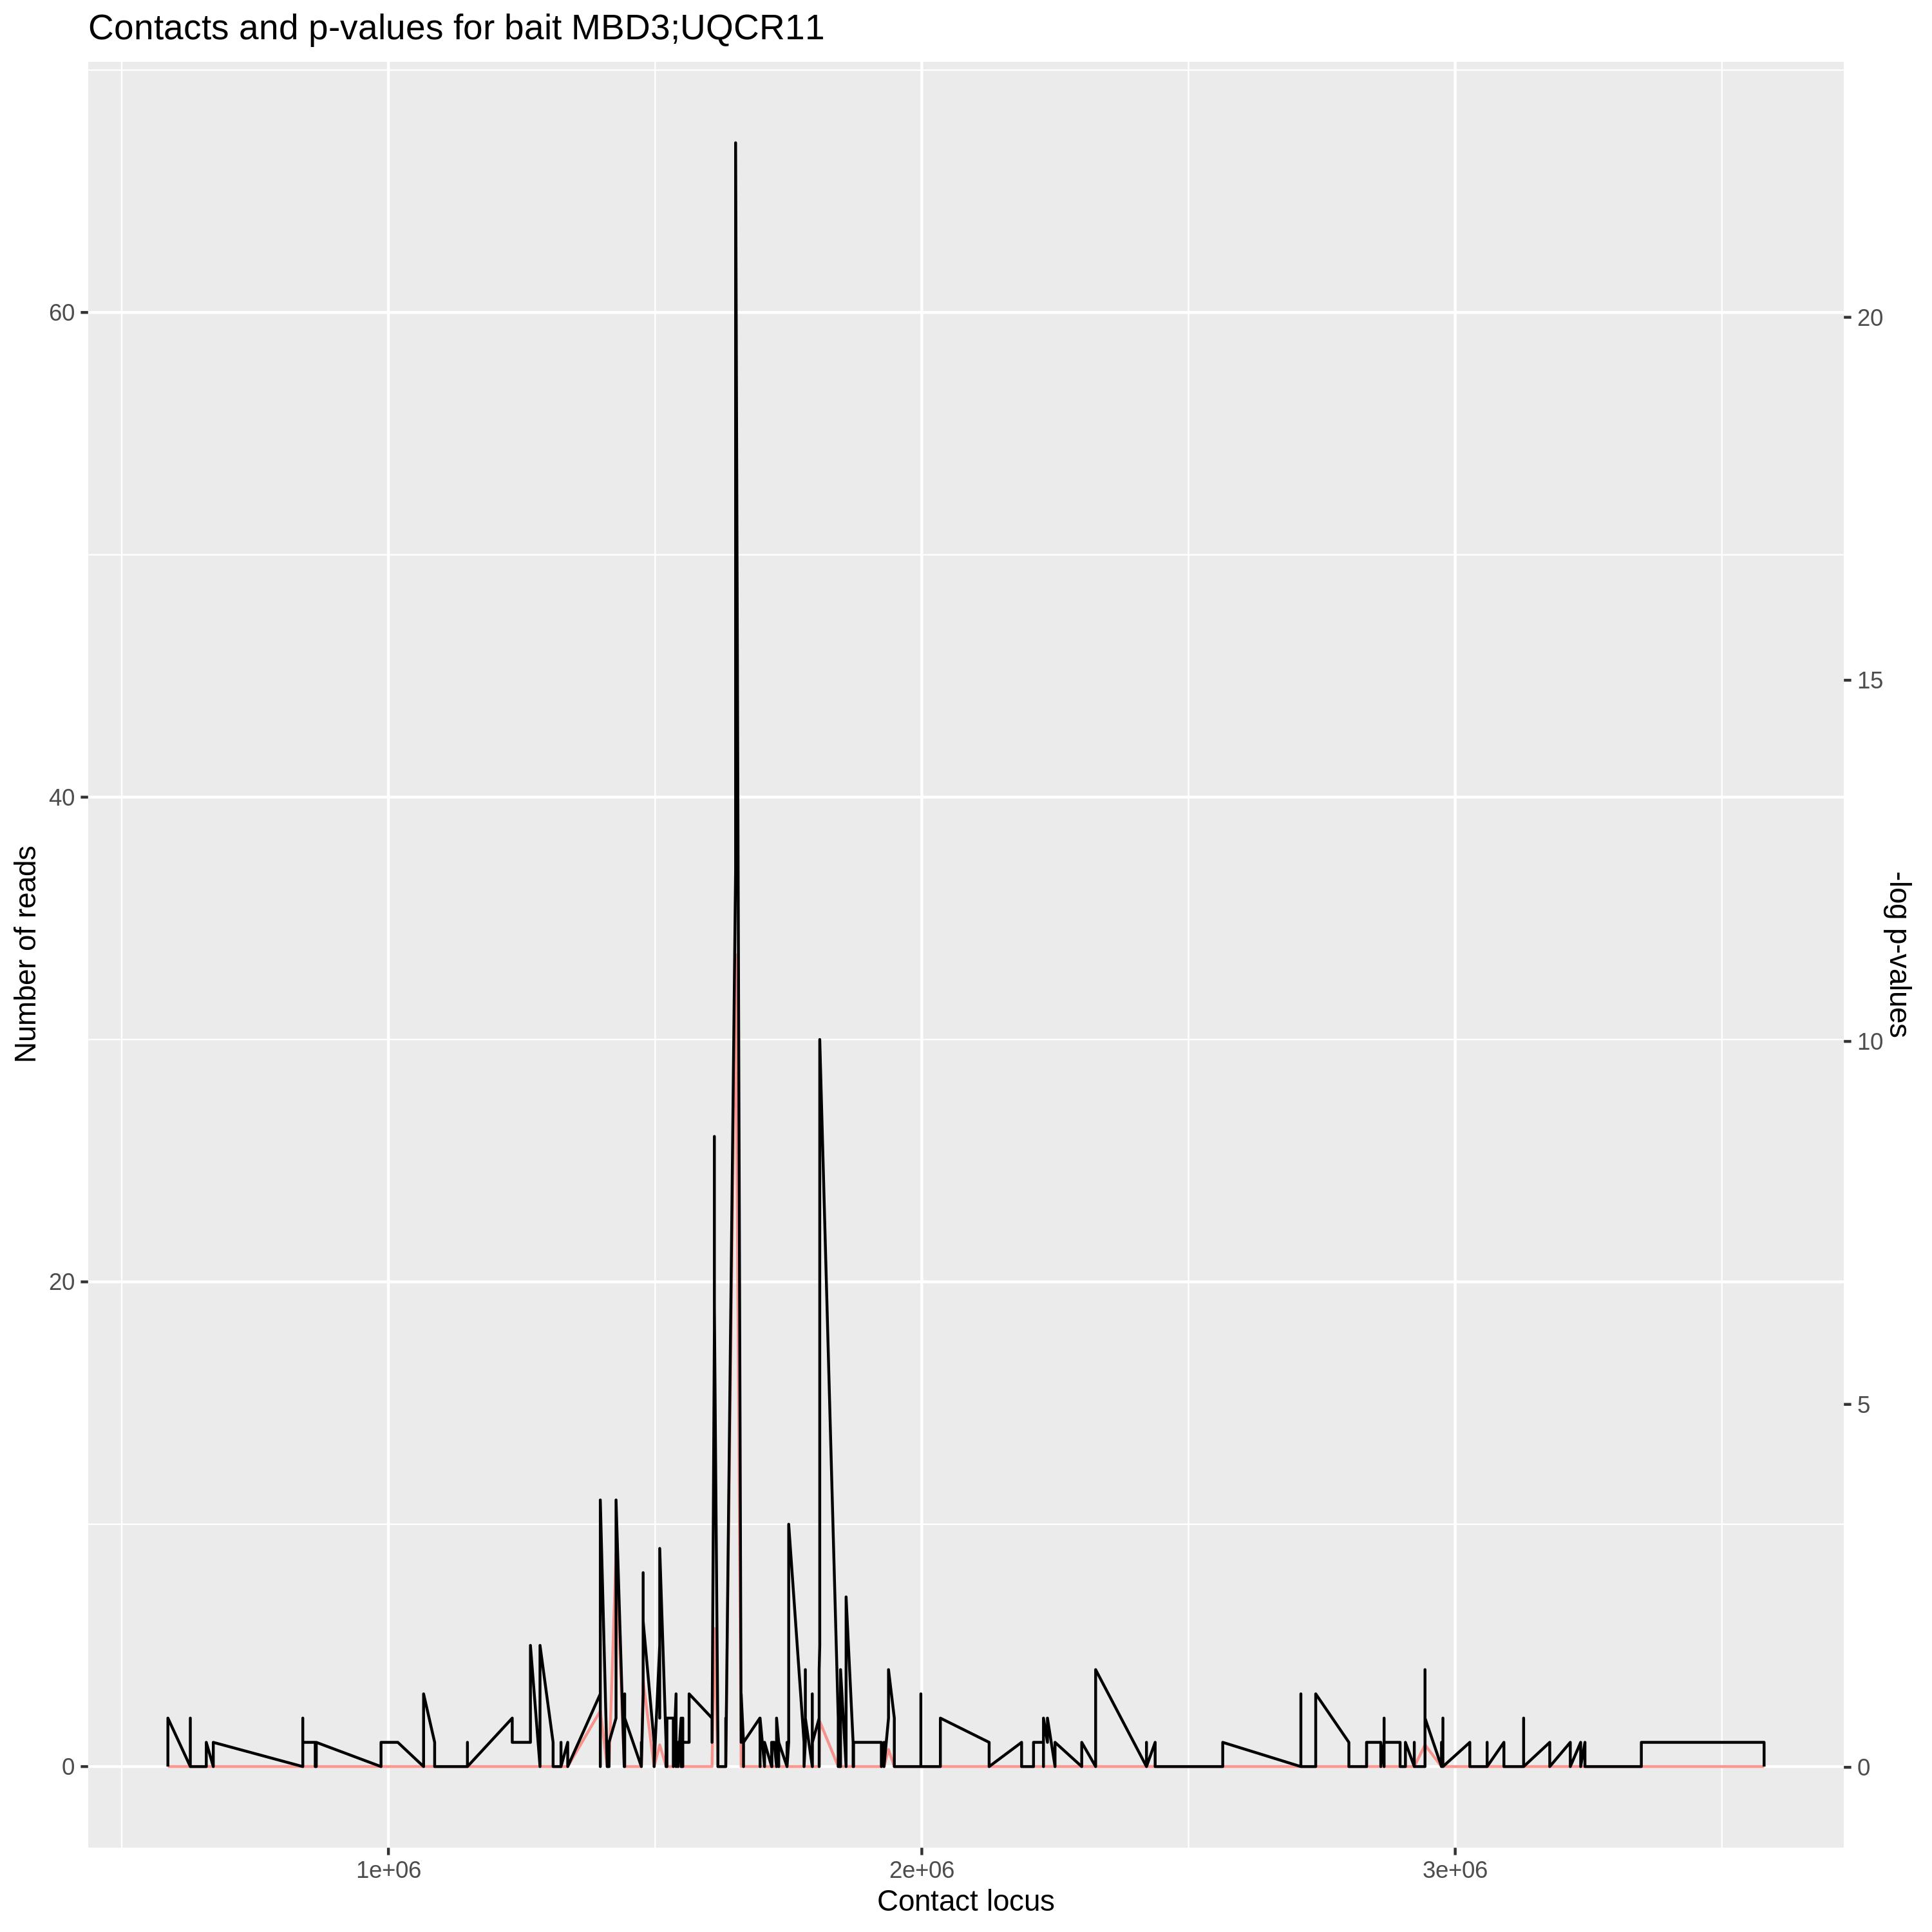 Contacts and p-values for bait MBD3;UQCR11
Number of reads
60
40
20
0
20
15
10
5
0
-log p-values
1e+06
2e+06
3e+06
Contact locus